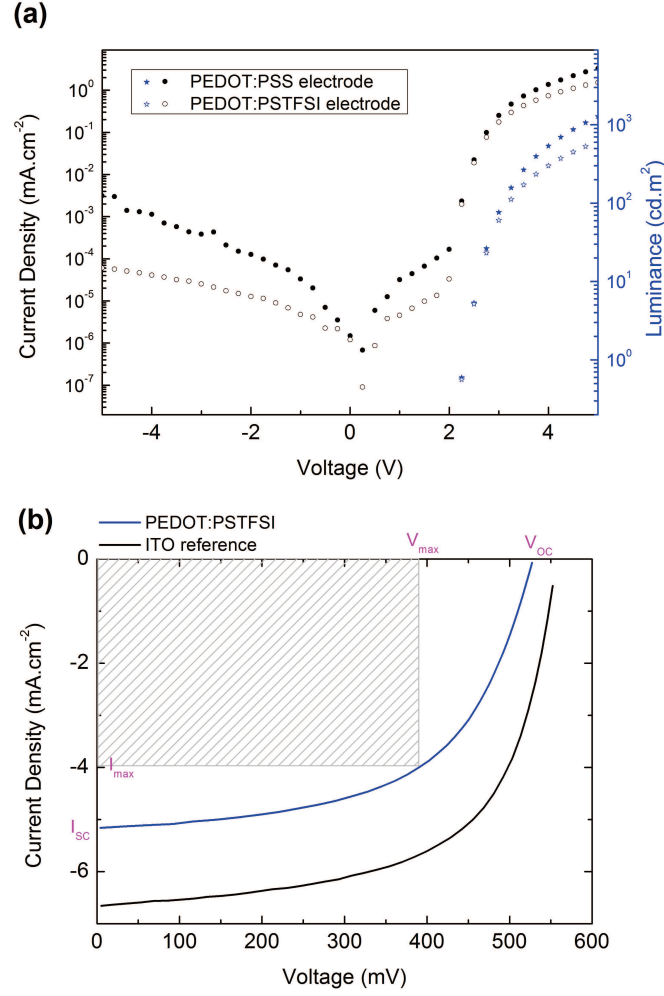 (a)
PEDOT:PSS electrode
PEDOT:PSTFSI electrode
Current Density (mA.cm⁻²)
10⁰
10⁻¹
10⁻²
10⁻³
10⁻⁴
10⁻⁵
10⁻⁶
10⁻⁷
Luminance (cd.m²)
10³
10²
10¹
10⁰
-4 -2 0 2 4
Voltage (V)
(b)
PEDOT:PSTFSI
ITO reference
V_max
V_OC
Current Density (mA.cm⁻²)
0
-2
-4
-6
I_max
I_SC
0 100 200 300 400 500 600
Voltage (mV)